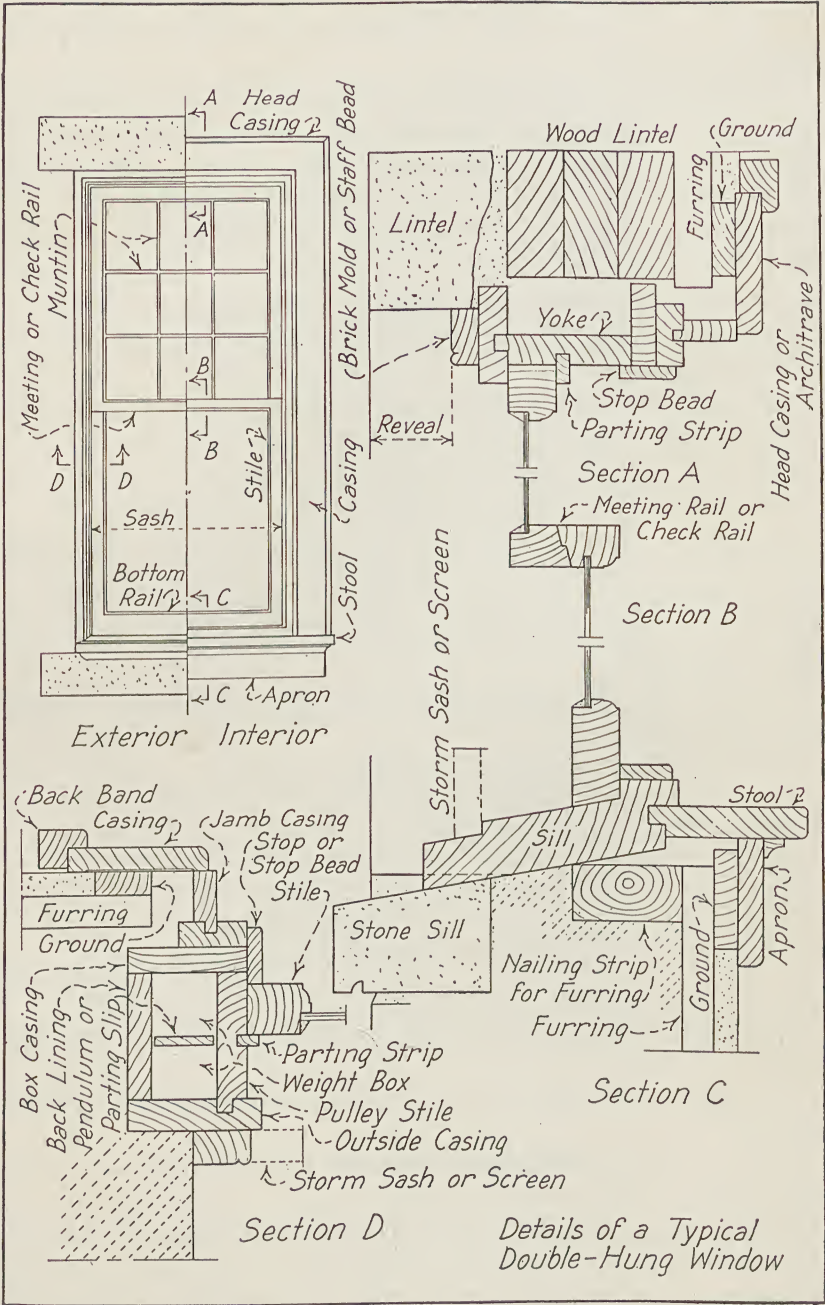 A Head
Casing
A
Meeting or Check Rail
Muntin
B
B
D D
Stile
Sash
Bottom
Rail
C
C
Apron
Exterior Interior
Brick Mold or Staff Bead
Casing
Stool
Wood Lintel
Ground
Furring
Lintel
Yoke
Head Casing or
Architrave
Stop Bead
Parting Strip
Reveal
Section A
Meeting Rail or
Check Rail
Section B
Storm Sash or Screen
Stool
Sill
Apron
Stone Sill
Nailing Strip
for Furring
Furring
Ground
Section C
Back Band
Casing
Jamb Casing
Stop or
Stop Bead
Stile
Furring
Ground
Box Casing
Back Lining
Pendulum or
Parting Slip
Parting Strip
Weight Box
Pulley Stile
Outside Casing
Storm Sash or Screen
Section D
Details of a Typical
Double-Hung Window